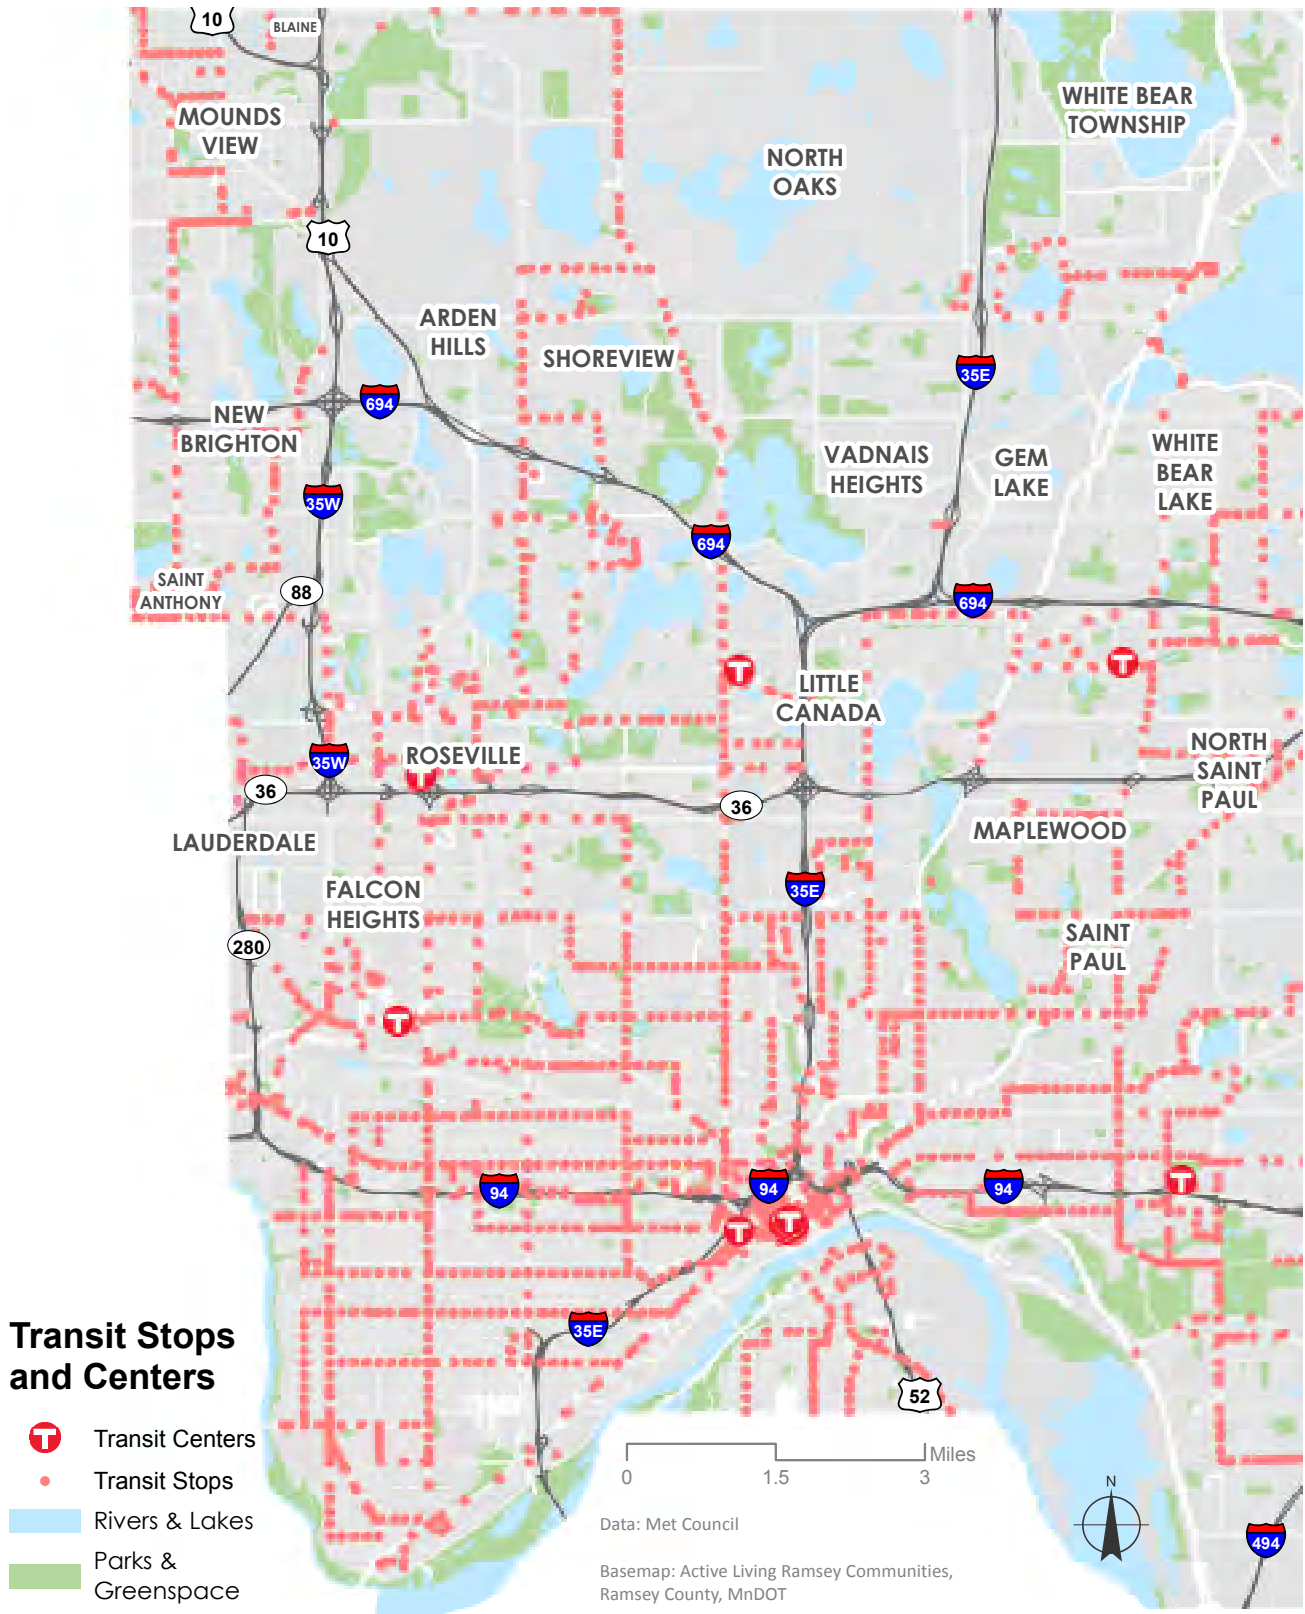 10
BLAINE
MOUNDS
VIEW
WHITE BEAR
TOWNSHIP
NORTH
OAKS
10
ARDEN
HILLS
SHOREVIEW
35E
694
NEW
BRIGHTON
VADNAIS
HEIGHTS
GEM
LAKE
WHITE
BEAR
LAKE
35W
694
SAINT
ANTHONY
88
694
T
T
LITTLE
CANADA
35W
ROSEVILLE
T
NORTH
SAINT
PAUL
36
36
LAUDERDALE
MAPLEWOOD
FALCON
HEIGHTS
35E
280
SAINT
PAUL
T
94
94
94
T
T
T
35E
52
Transit Stops
and Centers
T Transit Centers
Transit Stops
Rivers & Lakes
Parks &
Greenspace
Miles
0 1.5 3
Data: Met Council
Basemap: Active Living Ramsey Communities,
Ramsey County, MnDOT
N
494